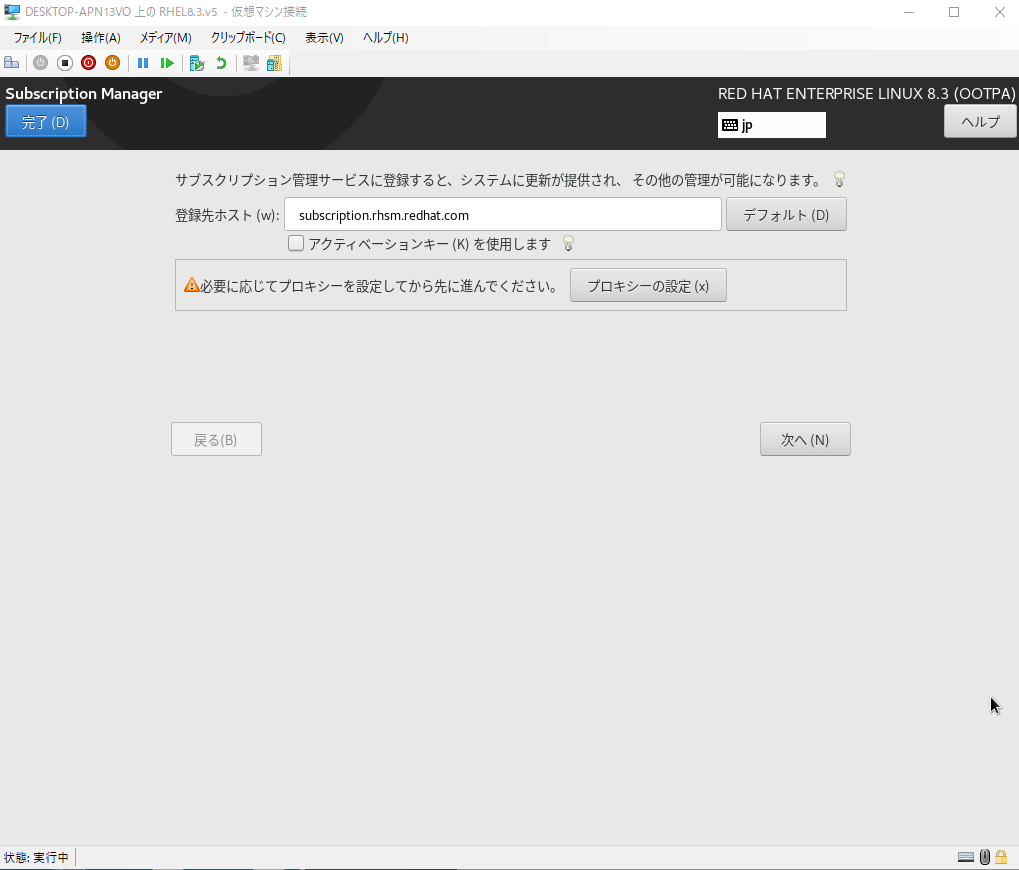 DESKTOP-APN13VO 上の RHEL8.3.v5 - 仮想マシン接続
ファイル(F) 操作(A) メディア(M) クリップボード(C) 表示(V) ヘルプ(H)
Subscription Manager
RED HAT ENTERPRISE LINUX 8.3 (OOTPA)
完了 (D)
jp
ヘルプ
サブスクリプション管理サービスに登録すると、システムに更新が提供され、 その他の管理が可能になります。
登録先ホスト (w): subscription.rhsm.redhat.com デフォルト (D)
アクティベーションキー (K) を使用します
必要に応じてプロキシーを設定してから先に進んでください。 プロキシーの設定 (x)
戻る(B) 次へ (N)
状態: 実行中